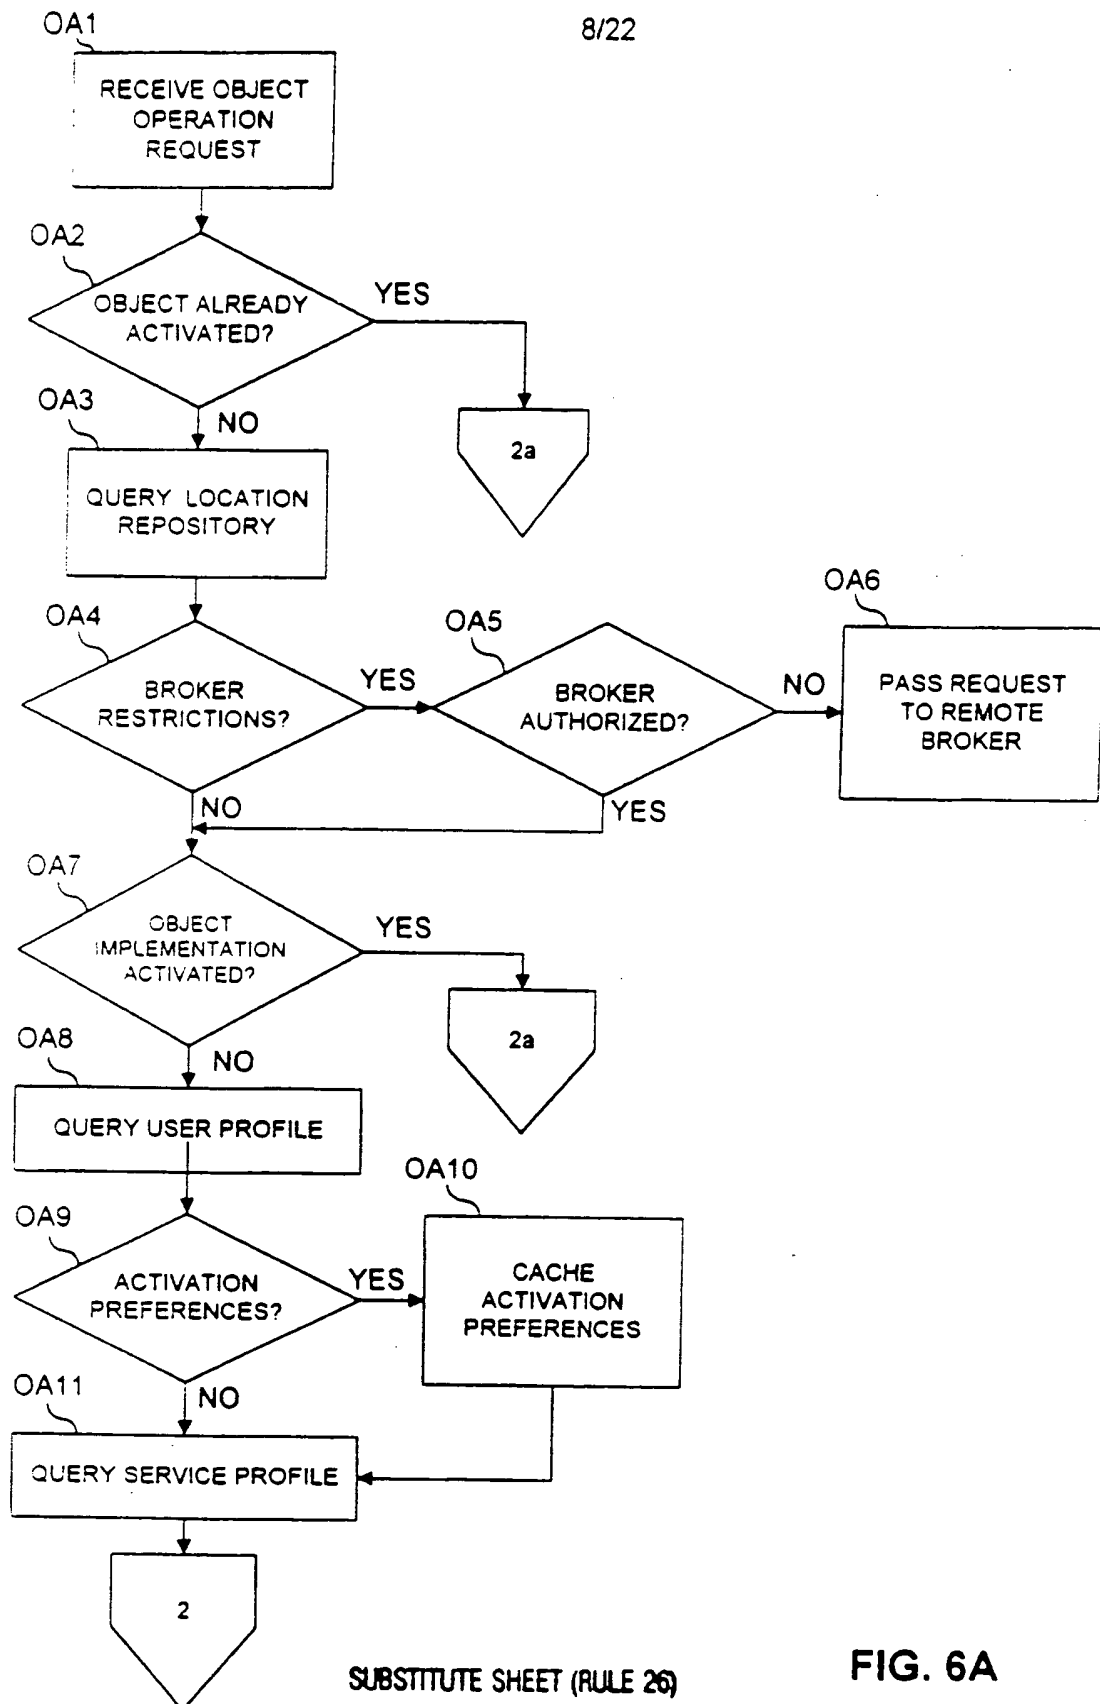 8/22
OA1
RECEIVE OBJECT
OPERATION
REQUEST
OA2
OBJECT ALREADY
ACTIVATED?
YES
2a
NO
OA3
QUERY LOCATION
REPOSITORY
OA4
BROKER
RESTRICTIONS?
YES
OA5
BROKER
AUTHORIZED?
NO
OA6
PASS REQUEST
TO REMOTE
BROKER
NO
YES
OA7
OBJECT
IMPLEMENTATION
ACTIVATED?
YES
2a
NO
OA8
QUERY USER PROFILE
OA9
ACTIVATION
PREFERENCES?
YES
OA10
CACHE
ACTIVATION
PREFERENCES
NO
OA11
QUERY SERVICE PROFILE
2
SUBSTITUTE SHEET (RULE 26)
FIG. 6A